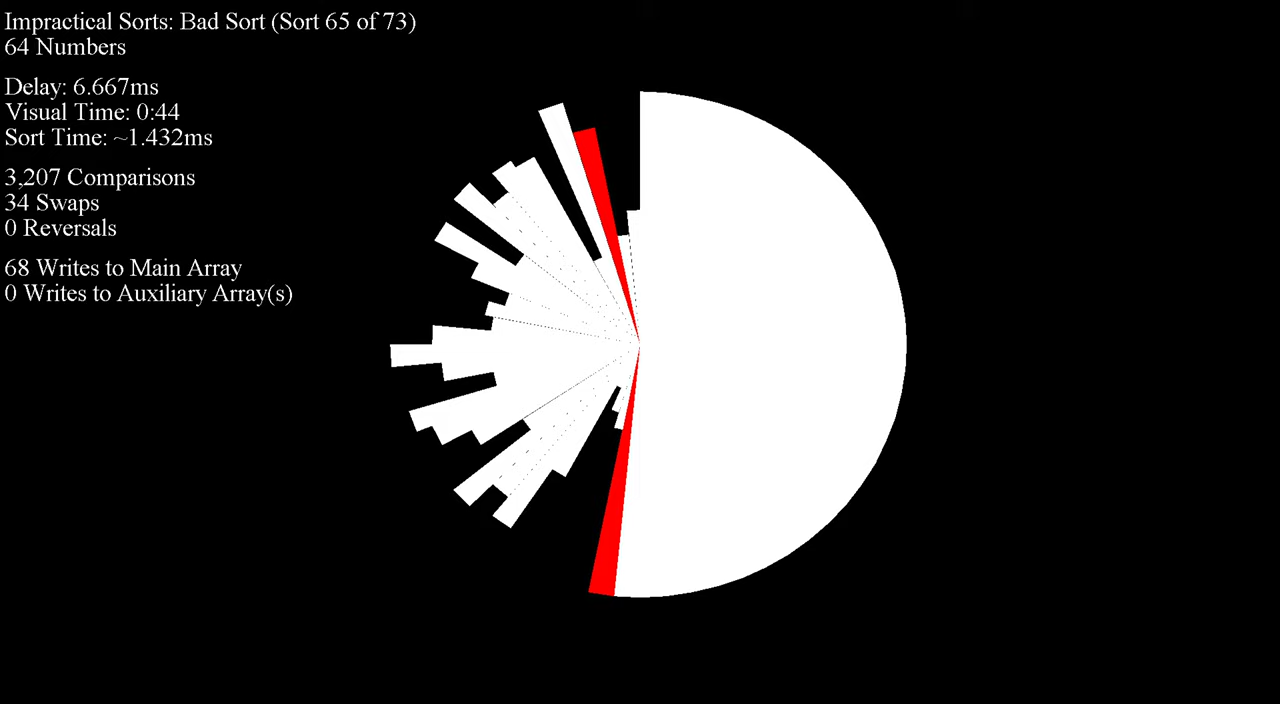 Impractical Sorts: Bad Sort (Sort 65 of 73)
64 Numbers
Delay: 6.667ms
Visual Time: 0:44
Sort Time: ~1.432ms
3,207 Comparisons
34 Swaps
0 Reversals
68 Writes to Main Array
0 Writes to Auxiliary Array(s)